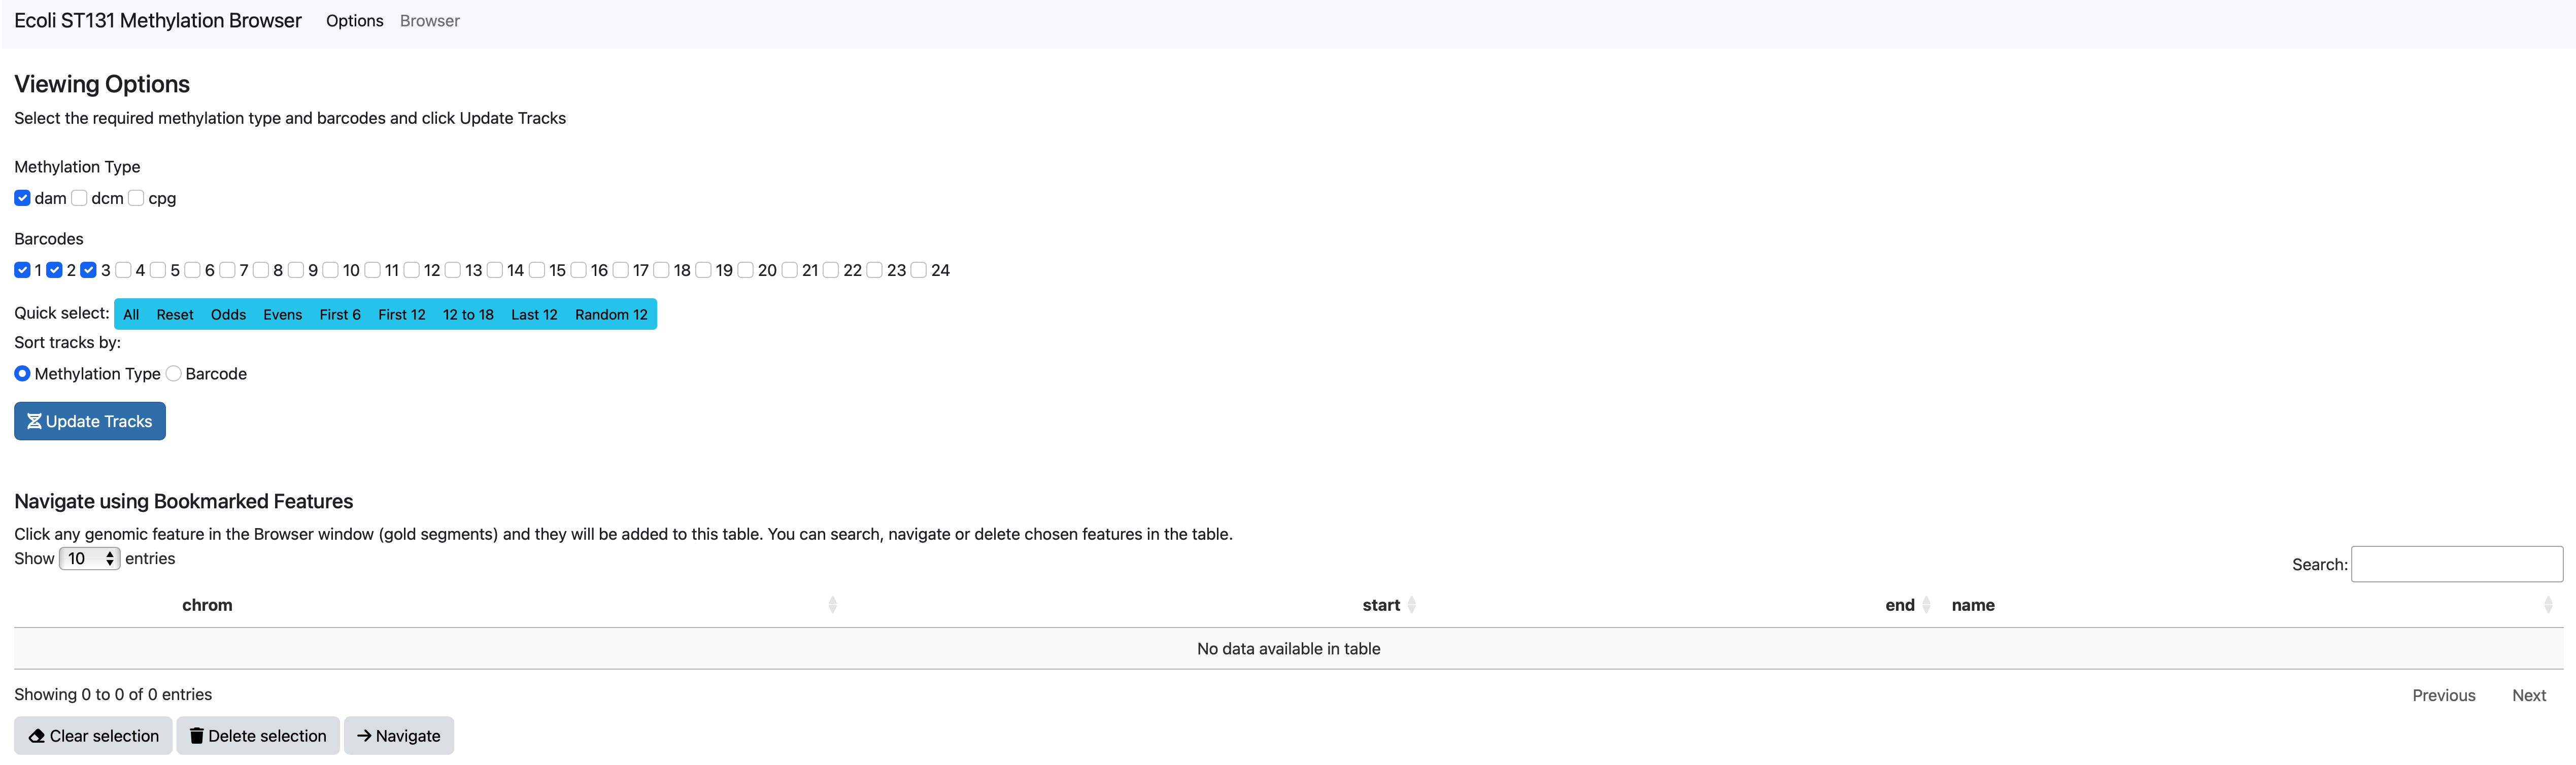 Ecoli ST131 Methylation Browser Options Browser
Viewing Options
Select the required methylation type and barcodes and click Update Tracks
Methylation Type
dam dcm cpg
Barcodes
1 2 3 4 5 6 7 8 9 10 11 12 13 14 15 16 17 18 19 20 21 22 23 24
Quick select: All Reset Odds Evens First 6 First 12 12 to 18 Last 12 Random 12
Sort tracks by:
Methylation Type Barcode
Update Tracks
Navigate using Bookmarked Features
Click any genomic feature in the Browser window (gold segments) and they will be added to this table. You can search, navigate or delete chosen features in the table.
Show 10 entries Search:
chrom start end name
No data available in table
Showing 0 to 0 of 0 entries Previous Next
Clear selection Delete selection Navigate